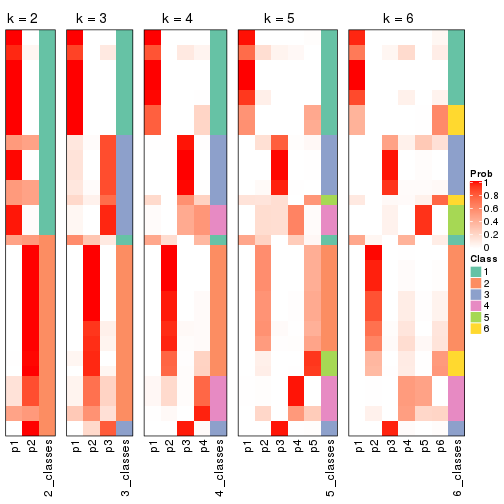 k = 2
k = 3
k = 4
k = 5
k = 6
Prob
1
0.8
0.6
0.4
0.2
0
Class
1
2
3
4
5
6
p1
p2
2_classes
p1
p2
p3
3_classes
p1
p2
p3
p4
4_classes
p1
p2
p3
p4
p5
5_classes
p1
p2
p3
p4
p5
p6
6_classes